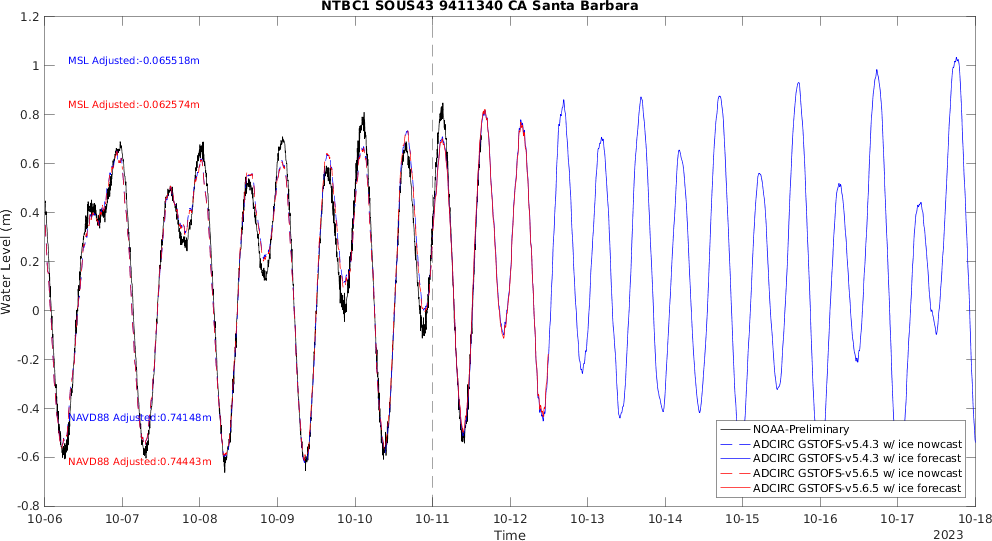 NTBC1 SOUS43 9411340 CA Santa Barbara
1.2
1
0.8
0.6
0.4
0.2
0
-0.2
-0.4
-0.6
-0.8
Water Level (m)
MSL Adjusted:-0.065518m
MSL Adjusted:-0.062574m
NAVD88 Adjusted:0.74148m
NAVD88 Adjusted:0.74443m
NOAA-Preliminary
ADCIRC GSTOFS-v5.4.3 w/ ice nowcast
ADCIRC GSTOFS-v5.4.3 w/ ice forecast
ADCIRC GSTOFS-v5.6.5 w/ ice nowcast
ADCIRC GSTOFS-v5.6.5 w/ ice forecast
10-06 10-07 10-08 10-09 10-10 10-11 10-12 10-13 10-14 10-15 10-16 10-17 10-18
Time
2023